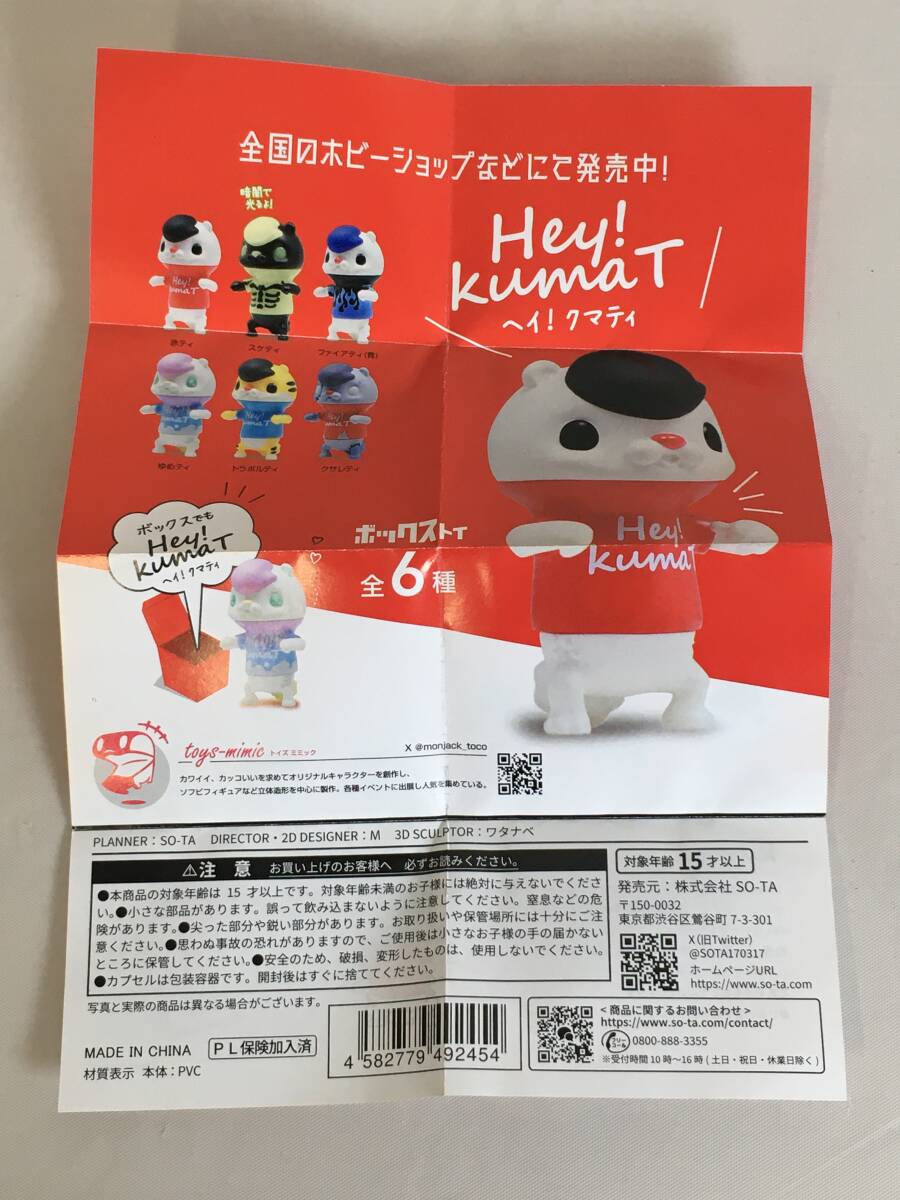 全国のホビーショップなどにて発売中!
暗闇で
光るよ!
Hey!
kumaT
ヘイ! クマティ
Hey!
kumaT
赤ティ
スケティ
ファイアティ(青)
ゆめティ
トラボルティ
クサレティ
ボックスでも
Hey!
kumaT
ヘイ! クマティ
ボックストイ
全6種
Hey!
kumaT
toys-mimic トイズ ミミック
X @monjack_toco
カワイイ、カッコいいを求めてオリジナルキャラクターを創作し、
ソフビフィギュアなど立体造形を中心に製作。各種イベントに出展し人気を集めている。
PLANNER:SO-TA DIRECTOR・2D DESIGNER:M 3D SCULPTOR:ワタナベ
⚠注 意 お買い上げのお客様へ 必ずお読みください。
●本商品の対象年齢は 15 才以上です。対象年齢未満のお子様には絶対に与えないでくださ
い。●小さな部品があります。誤って飲み込まないように注意してください。窒息などの危
険があります。●尖った部分や鋭い部分があります。お取り扱いや保管場所には十分にご注
意ください。●思わぬ事故の恐れがありますので、ご使用後は小さなお子様の手の届かない
ところに保管してください。●安全のため、破損、変形したものは、使用しないでください。
●カプセルは包装容器です。開封後はすぐに捨ててください。
写真と実際の商品は異なる場合がございます。
MADE IN CHINA PL保険加入済
材質表示 本体:PVC
4 582779 492454
対象年齢 15 才以上
発売元:株式会社 SO-TA
〒150-0032
東京都渋谷区鶯谷町 7-3-301
X(旧Twitter)
@SOTA170317
ホームページURL
https://www.so-ta.com
<商品に関するお問い合わせ>
https://www.so-ta.com/contact/
フリーコール 0800-888-3355
※受付時間 10時〜16時(土日・祝日・休業日除く)